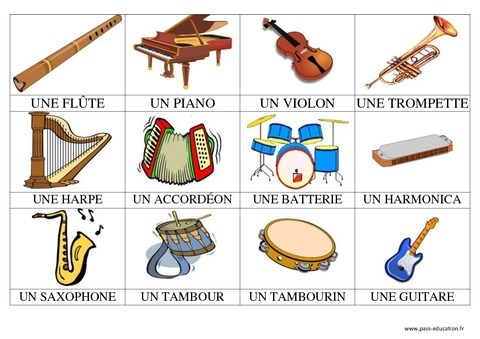 UNE FLÛTE
UN PIANO
UN VIOLON
UNE TROMPETTE
UNE HARPE
UN ACCORDÉON
UNE BATTERIE
UN HARMONICA
UN SAXOPHONE
UN TAMBOUR
UN TAMBOURIN
UNE GUITARE
www.pass-education.fr